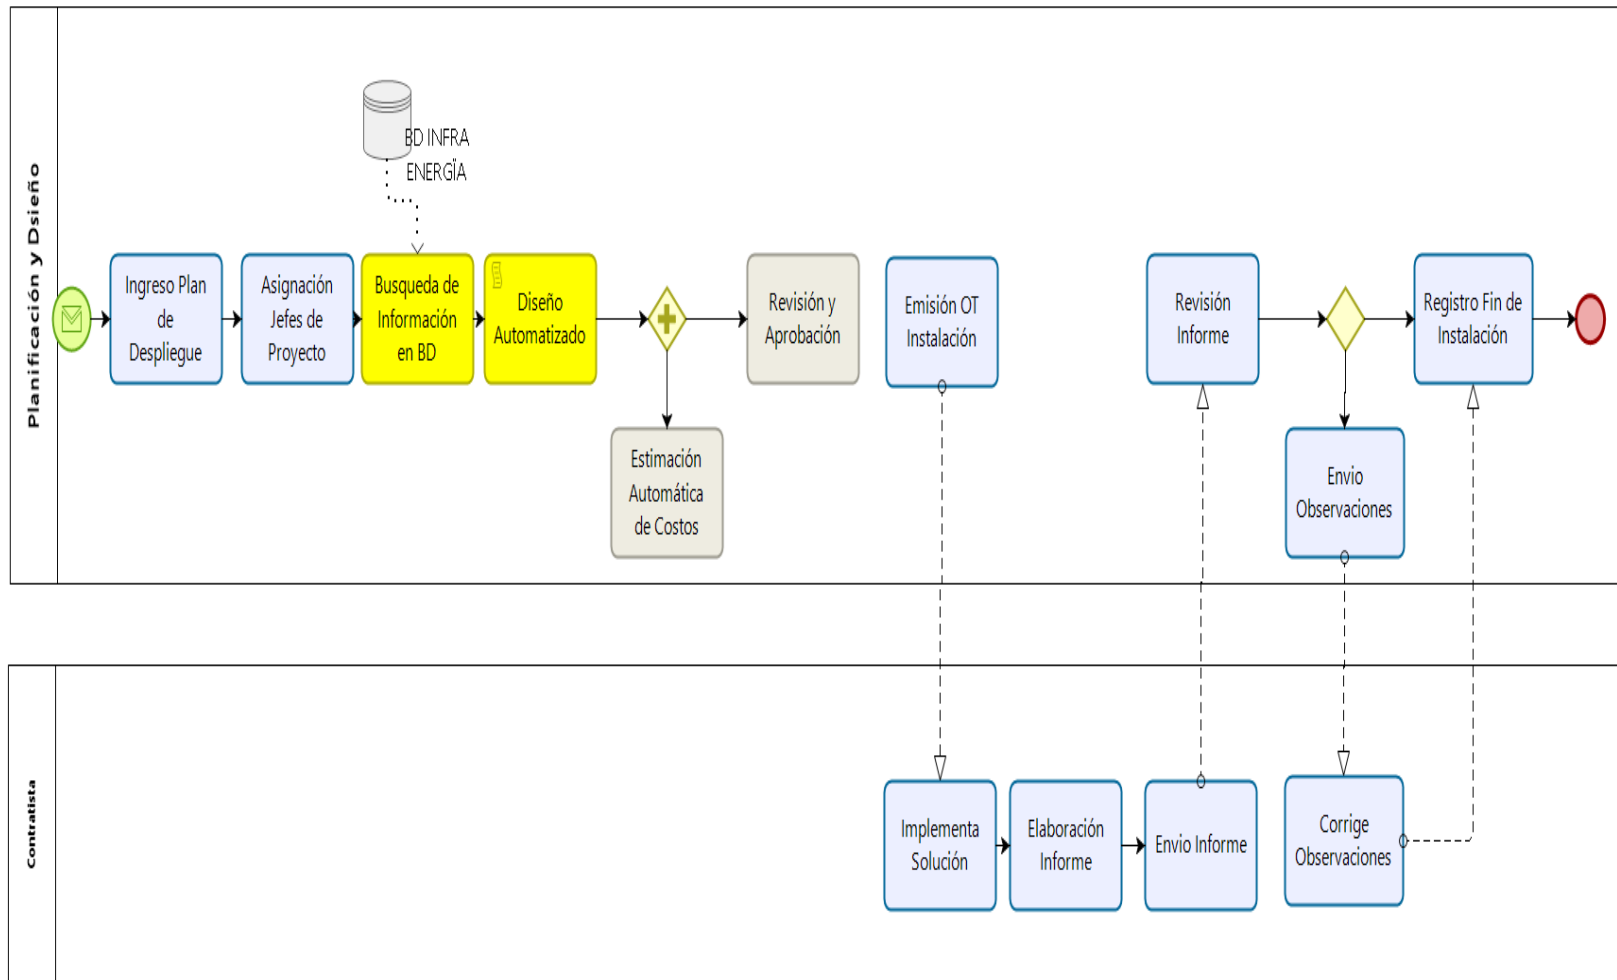 Planificación y Dsieño
BD INFRA
ENERGÏA
Ingreso Plan
de
Despliegue
Asignación
Jefes de
Proyecto
Busqueda de
Información
en BD
Diseño
Automatizado
Revisión y
Aprobación
Estimación
Automática
de Costos
Emisión OT
Instalación
Revisión
Informe
Envio
Observaciones
Registro Fin de
Instalación
Contratista
Implementa
Solución
Elaboración
Informe
Envio Informe
Corrige
Observaciones